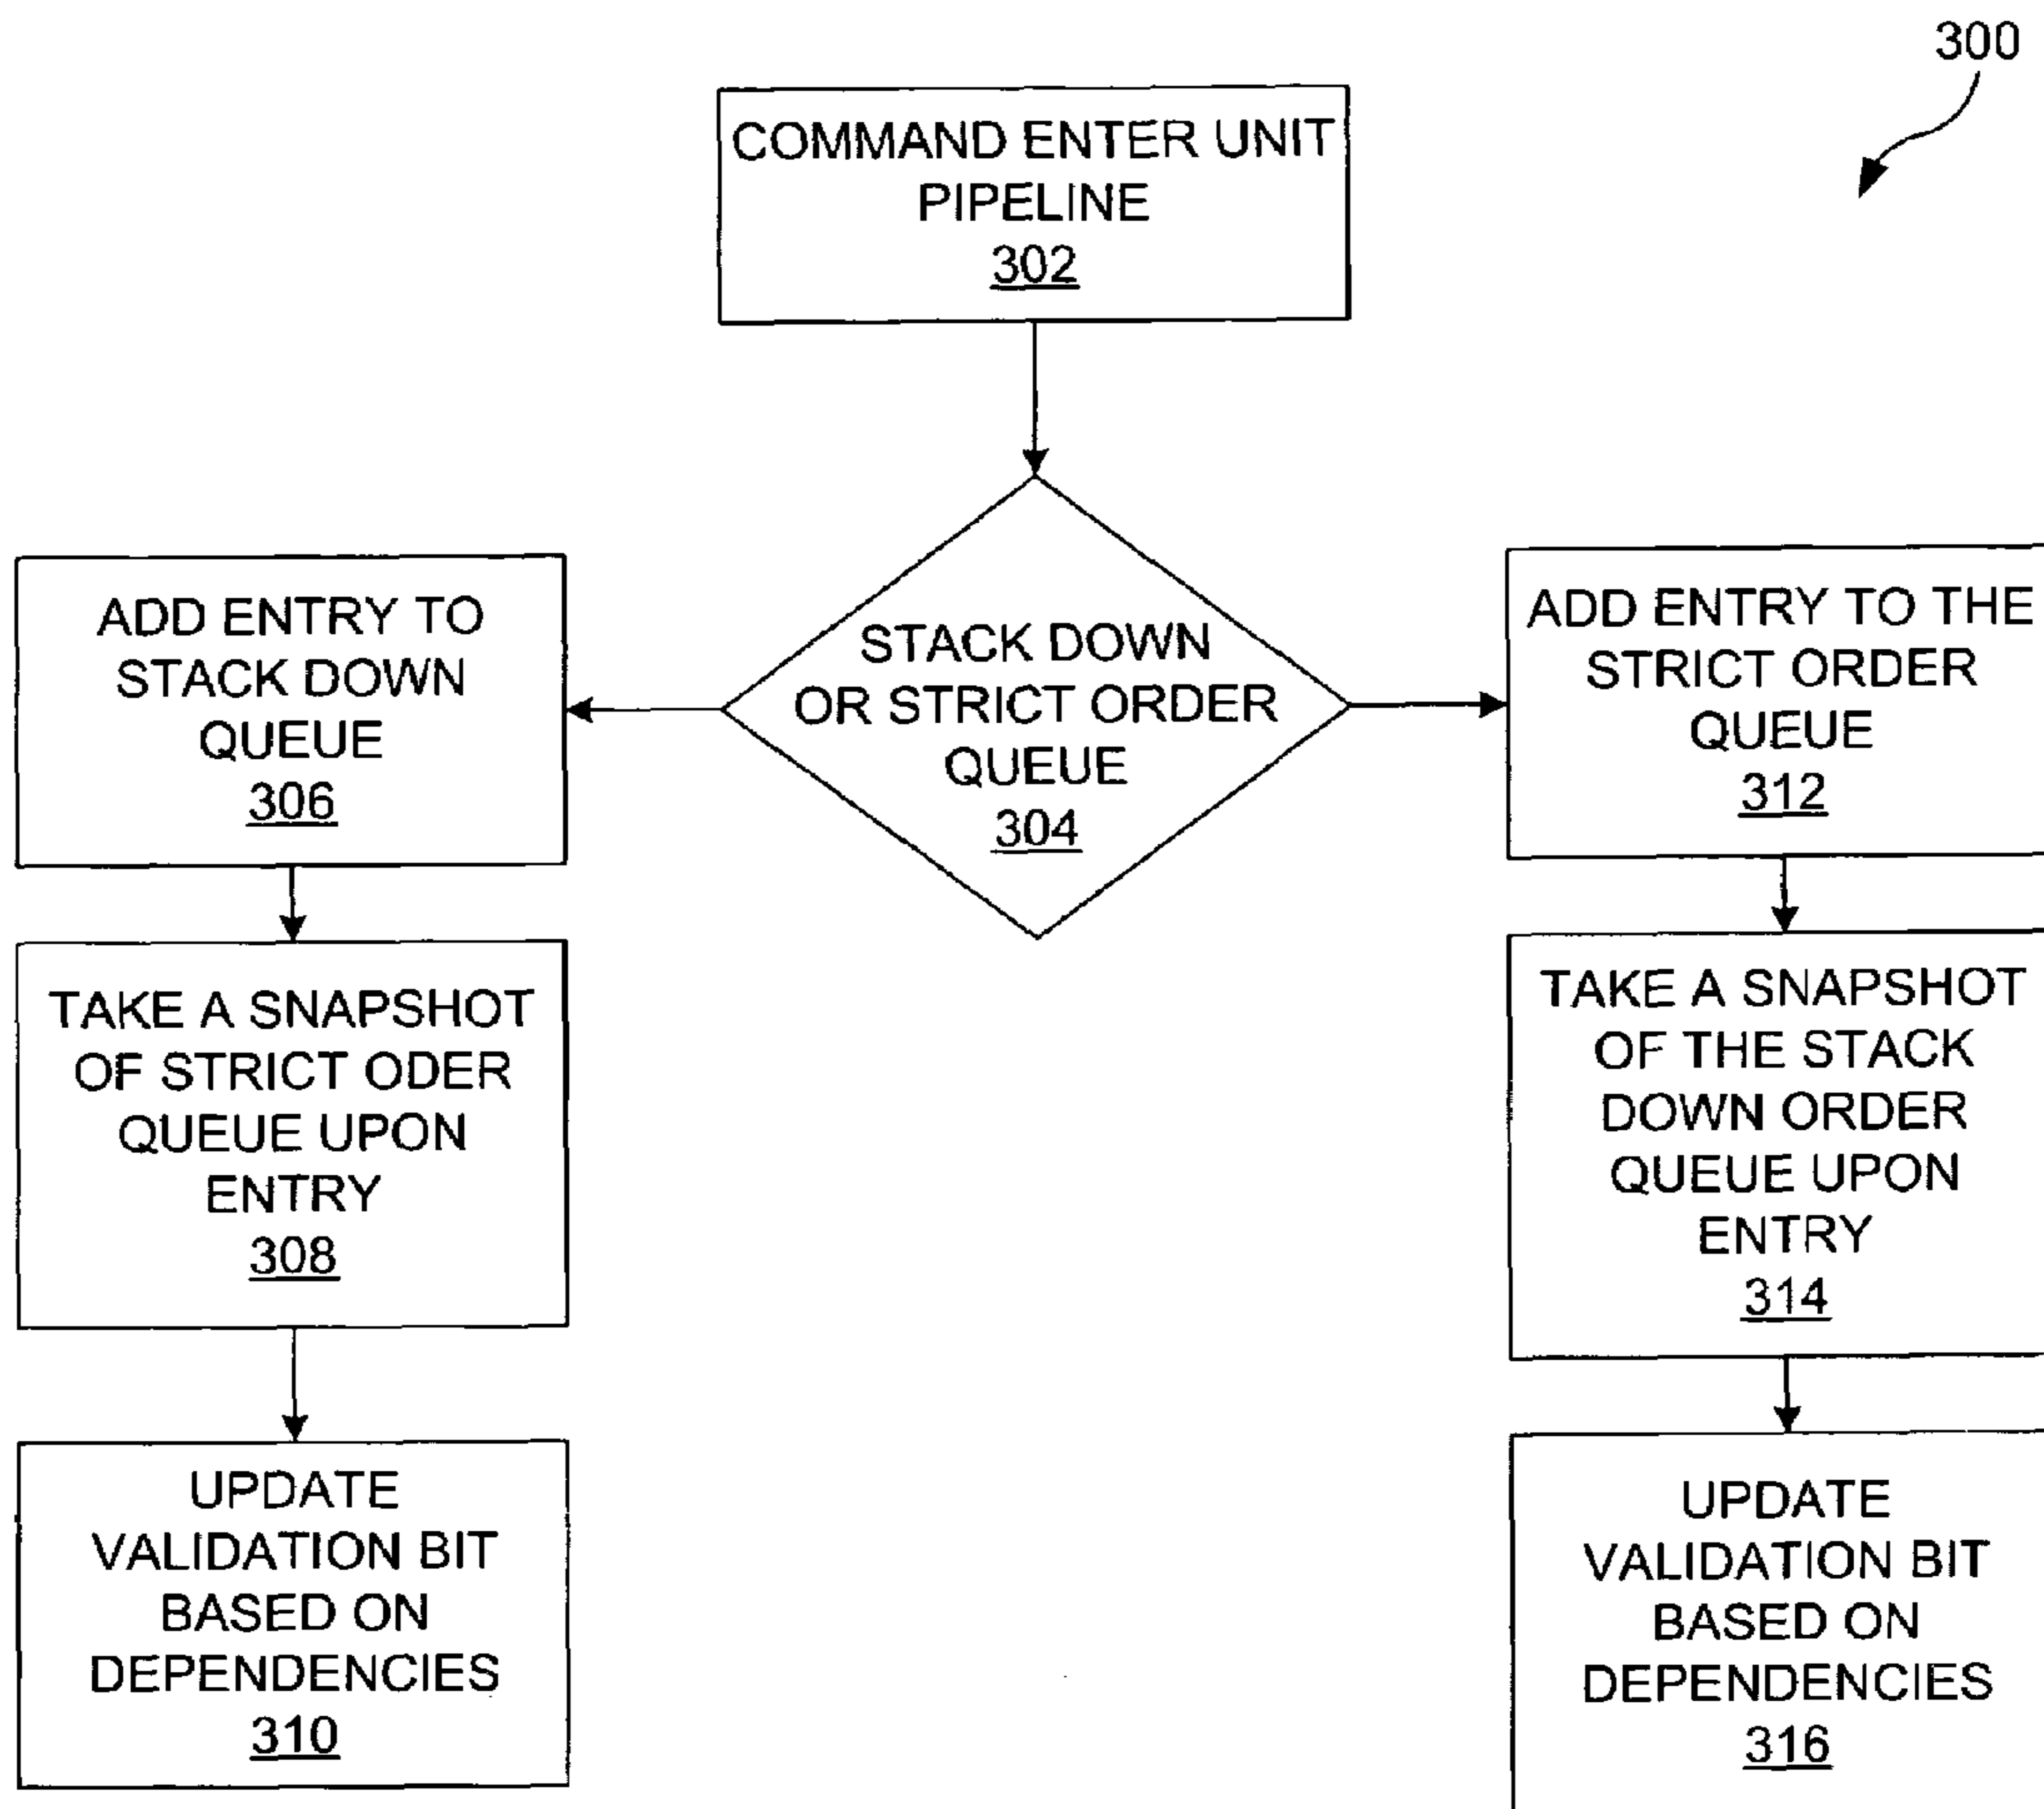 300
COMMAND ENTER UNIT
PIPELINE
302
STACK DOWN
OR STRICT ORDER
QUEUE
304
ADD ENTRY TO
STACK DOWN
QUEUE
306
TAKE A SNAPSHOT
OF STRICT ODER
QUEUE UPON
ENTRY
308
UPDATE
VALIDATION BIT
BASED ON
DEPENDENCIES
310
ADD ENTRY TO THE
STRICT ORDER
QUEUE
312
TAKE A SNAPSHOT
OF THE STACK
DOWN ORDER
QUEUE UPON
ENTRY
314
UPDATE
VALIDATION BIT
BASED ON
DEPENDENCIES
316